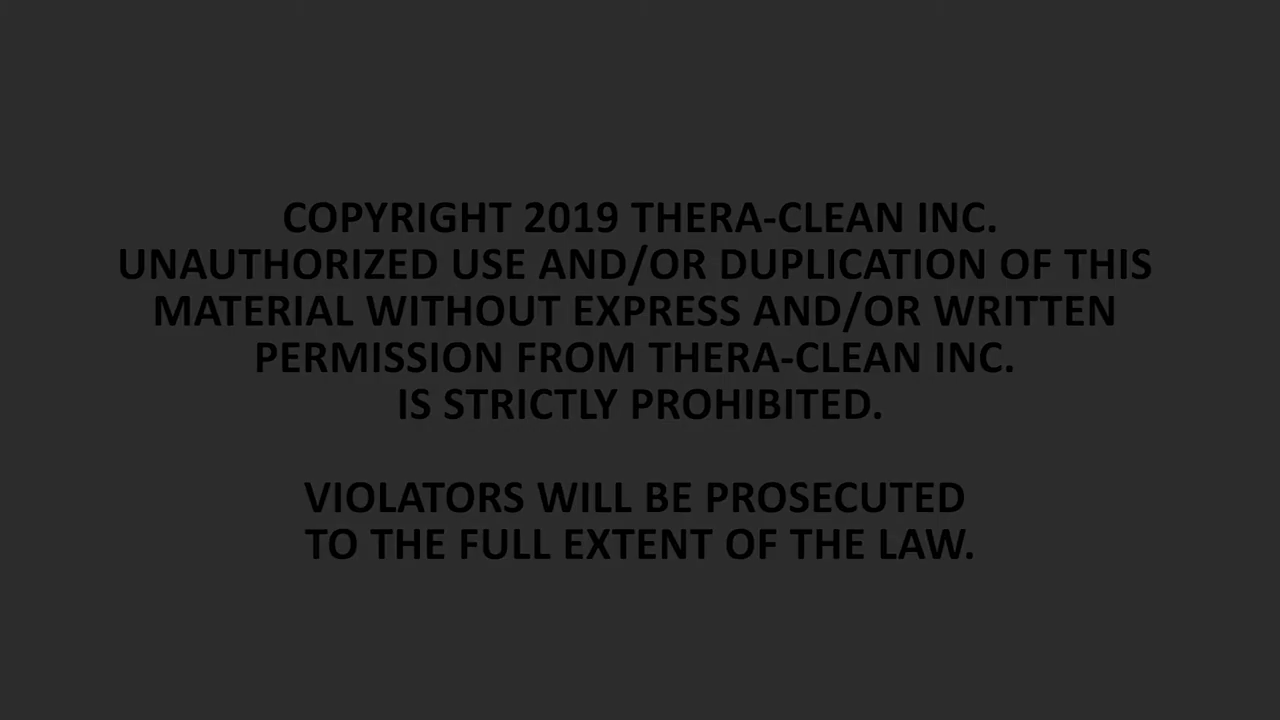 COPYRIGHT 2019 THERA-CLEAN INC.
UNAUTHORIZED USE AND/OR DUPLICATION OF THIS
MATERIAL WITHOUT EXPRESS AND/OR WRITTEN
PERMISSION FROM THERA-CLEAN INC.
IS STRICTLY PROHIBITED.
VIOLATORS WILL BE PROSECUTED
TO THE FULL EXTENT OF THE LAW.